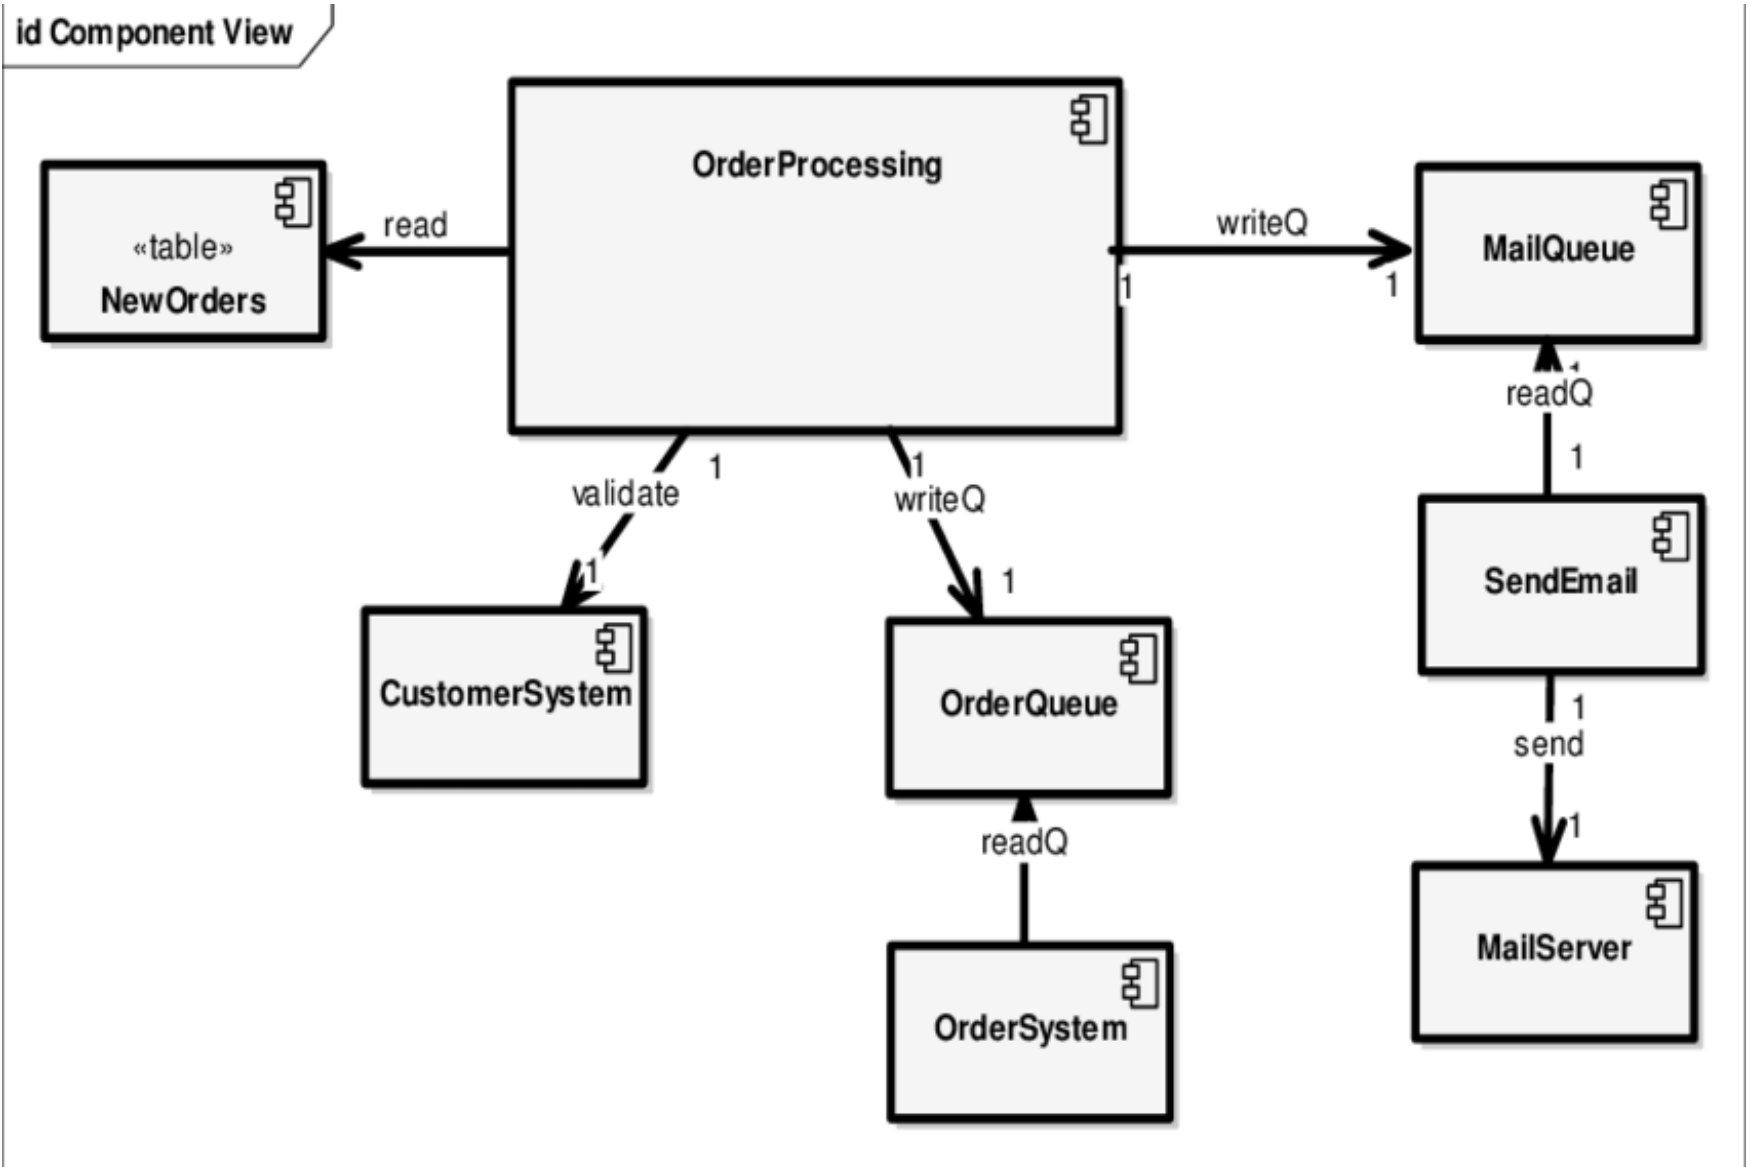 id Component View
OrderProcessing
«table»
NewOrders
read
writeQ
1
1
MailQueue
1
readQ
1
validate
1
1
writeQ
1
1
SendEmail
CustomerSystem
OrderQueue
1
send
1
readQ
MailServer
OrderSystem